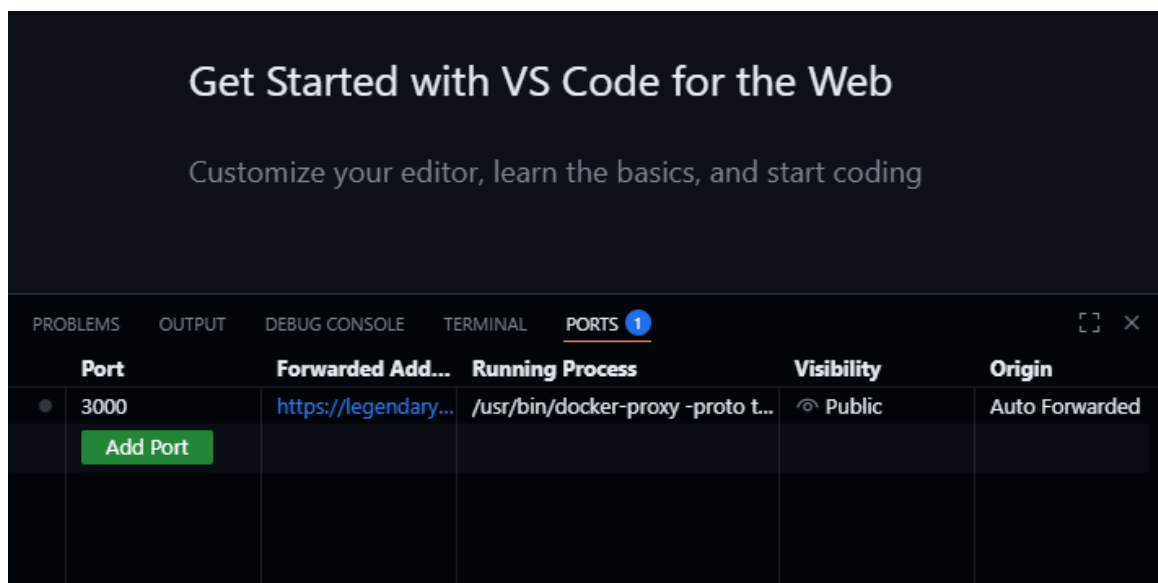 Get Started with VS Code for the Web
Customize your editor, learn the basics, and start coding
PROBLEMS OUTPUT DEBUG CONSOLE TERMINAL PORTS 1
Port Forwarded Add... Running Process Visibility Origin
3000 https://legendary... /usr/bin/docker-proxy -proto t... Public Auto Forwarded
Add Port